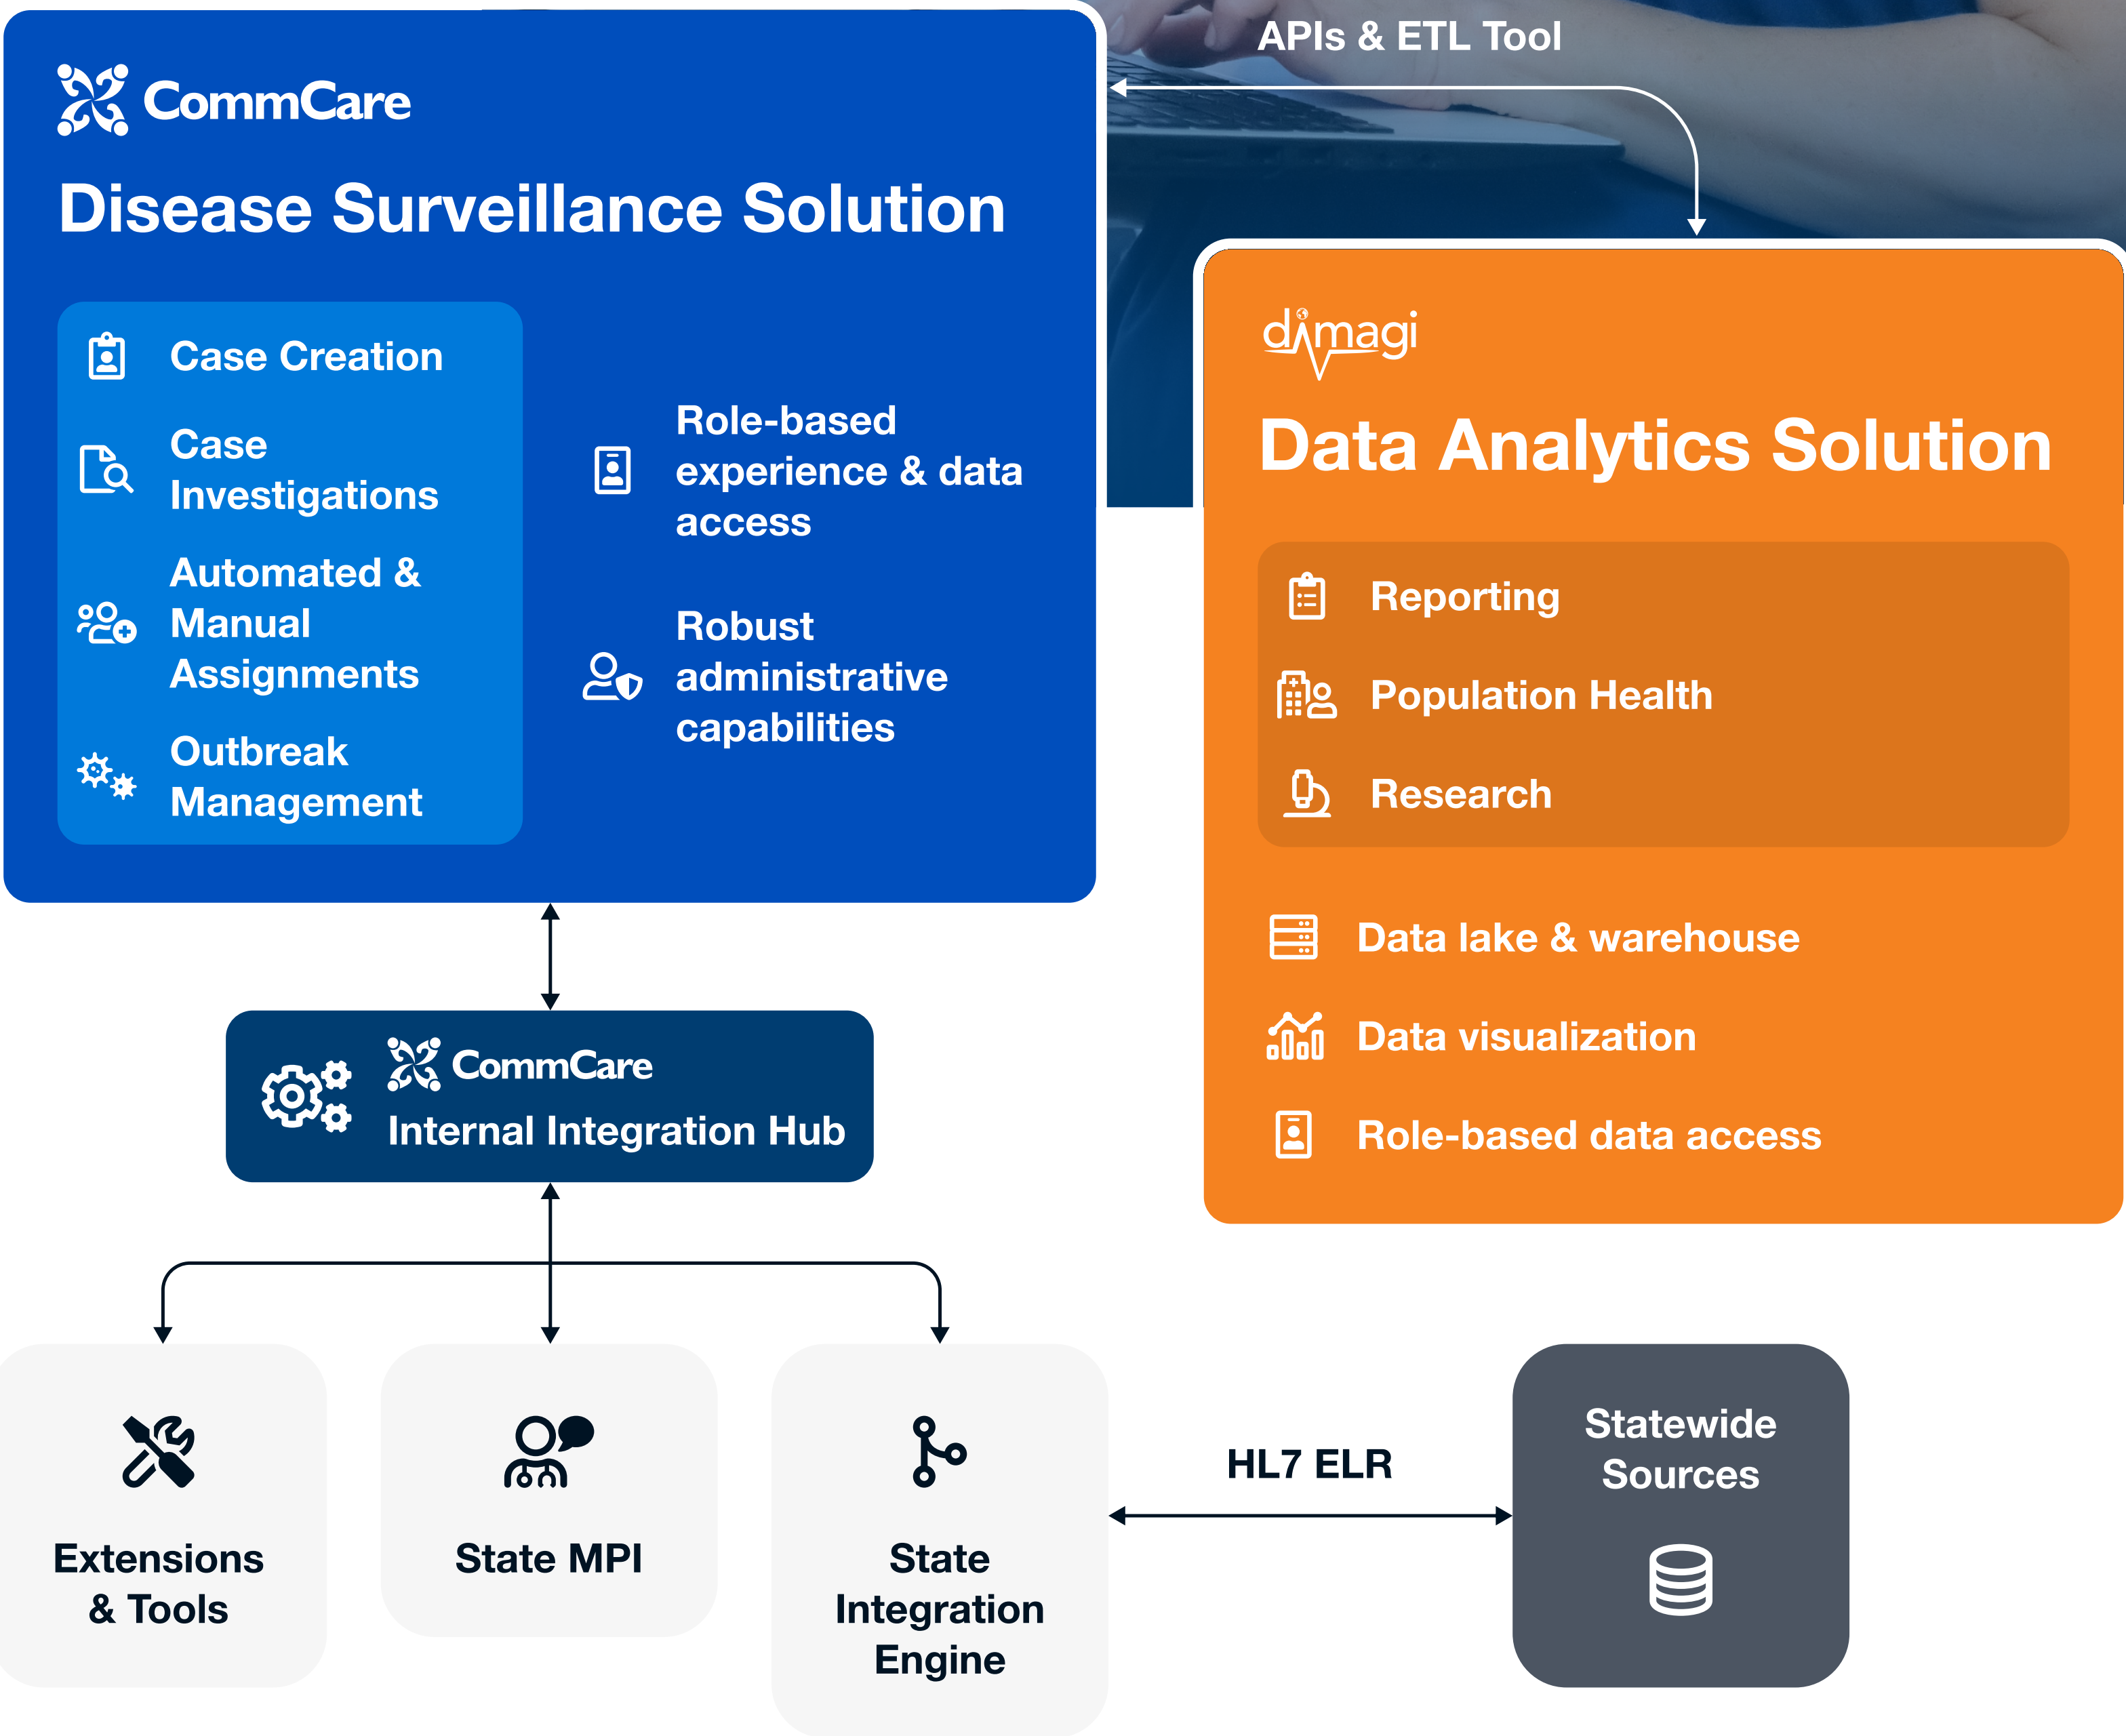 APIs & ETL Tool
CommCare
Disease Surveillance Solution
Case Creation
Case
Investigations
Automated &
Manual
Assignments
Outbreak
Management
Role-based
experience & data
access
Robust
administrative
capabilities
dimagi
Data Analytics Solution
Reporting
Population Health
Research
Data lake & warehouse
Data visualization
Role-based data access
CommCare
Internal Integration Hub
Extensions
& Tools
State MPI
State
Integration
Engine
HL7 ELR
Statewide
Sources